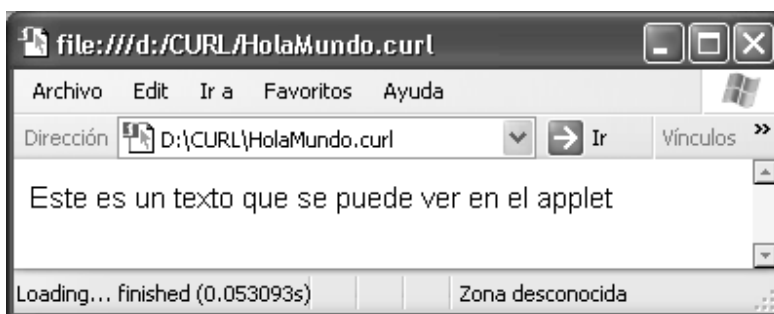 file:///d:/CURL/HolaMundo.curl
Archivo Edit Ir a Favoritos Ayuda
Dirección D:\CURL\HolaMundo.curl Ir Vínculos »
Este es un texto que se puede ver en el applet
Loading... finished (0.053093s) Zona desconocida